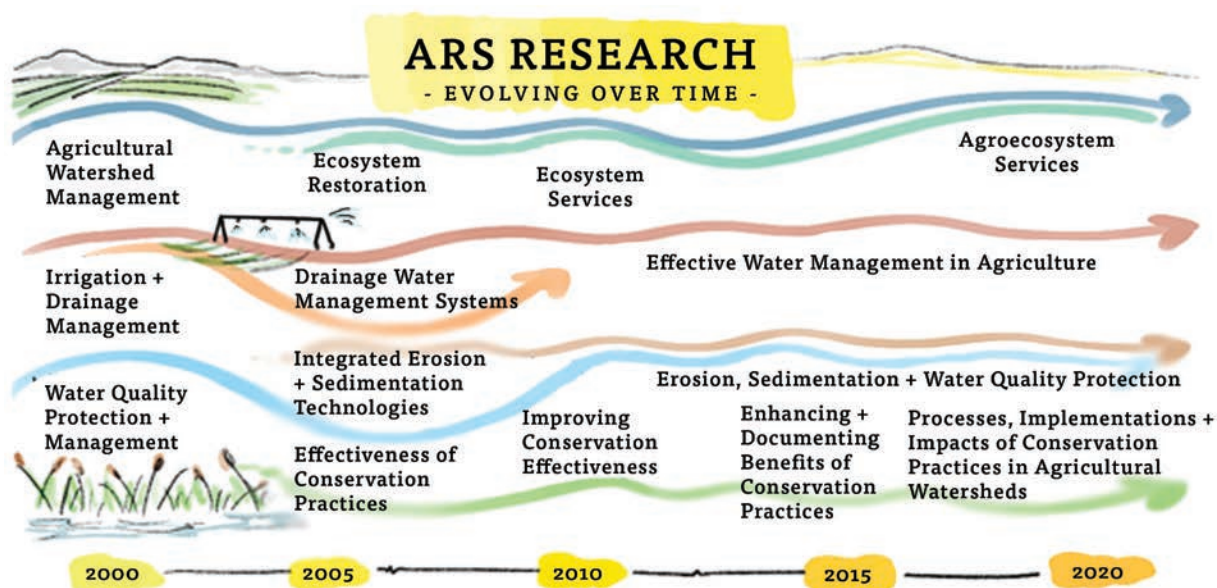 ARS RESEARCH
- EVOLVING OVER TIME -
Agricultural
Watershed
Management
Ecosystem
Restoration
Ecosystem
Services
Agroecosystem
Services
Irrigation +
Drainage
Management
Drainage Water
Management Systems
Effective Water Management in Agriculture
Water Quality
Protection +
Management
Integrated Erosion
+ Sedimentation
Technologies
Erosion, Sedimentation + Water Quality Protection
Effectiveness of
Conservation
Practices
Improving
Conservation
Effectiveness
Enhancing +
Documenting
Benefits of
Conservation
Practices
Processes, Implementations +
Impacts of Conservation
Practices in Agricultural
Watersheds
2000
2005
2010
2015
2020